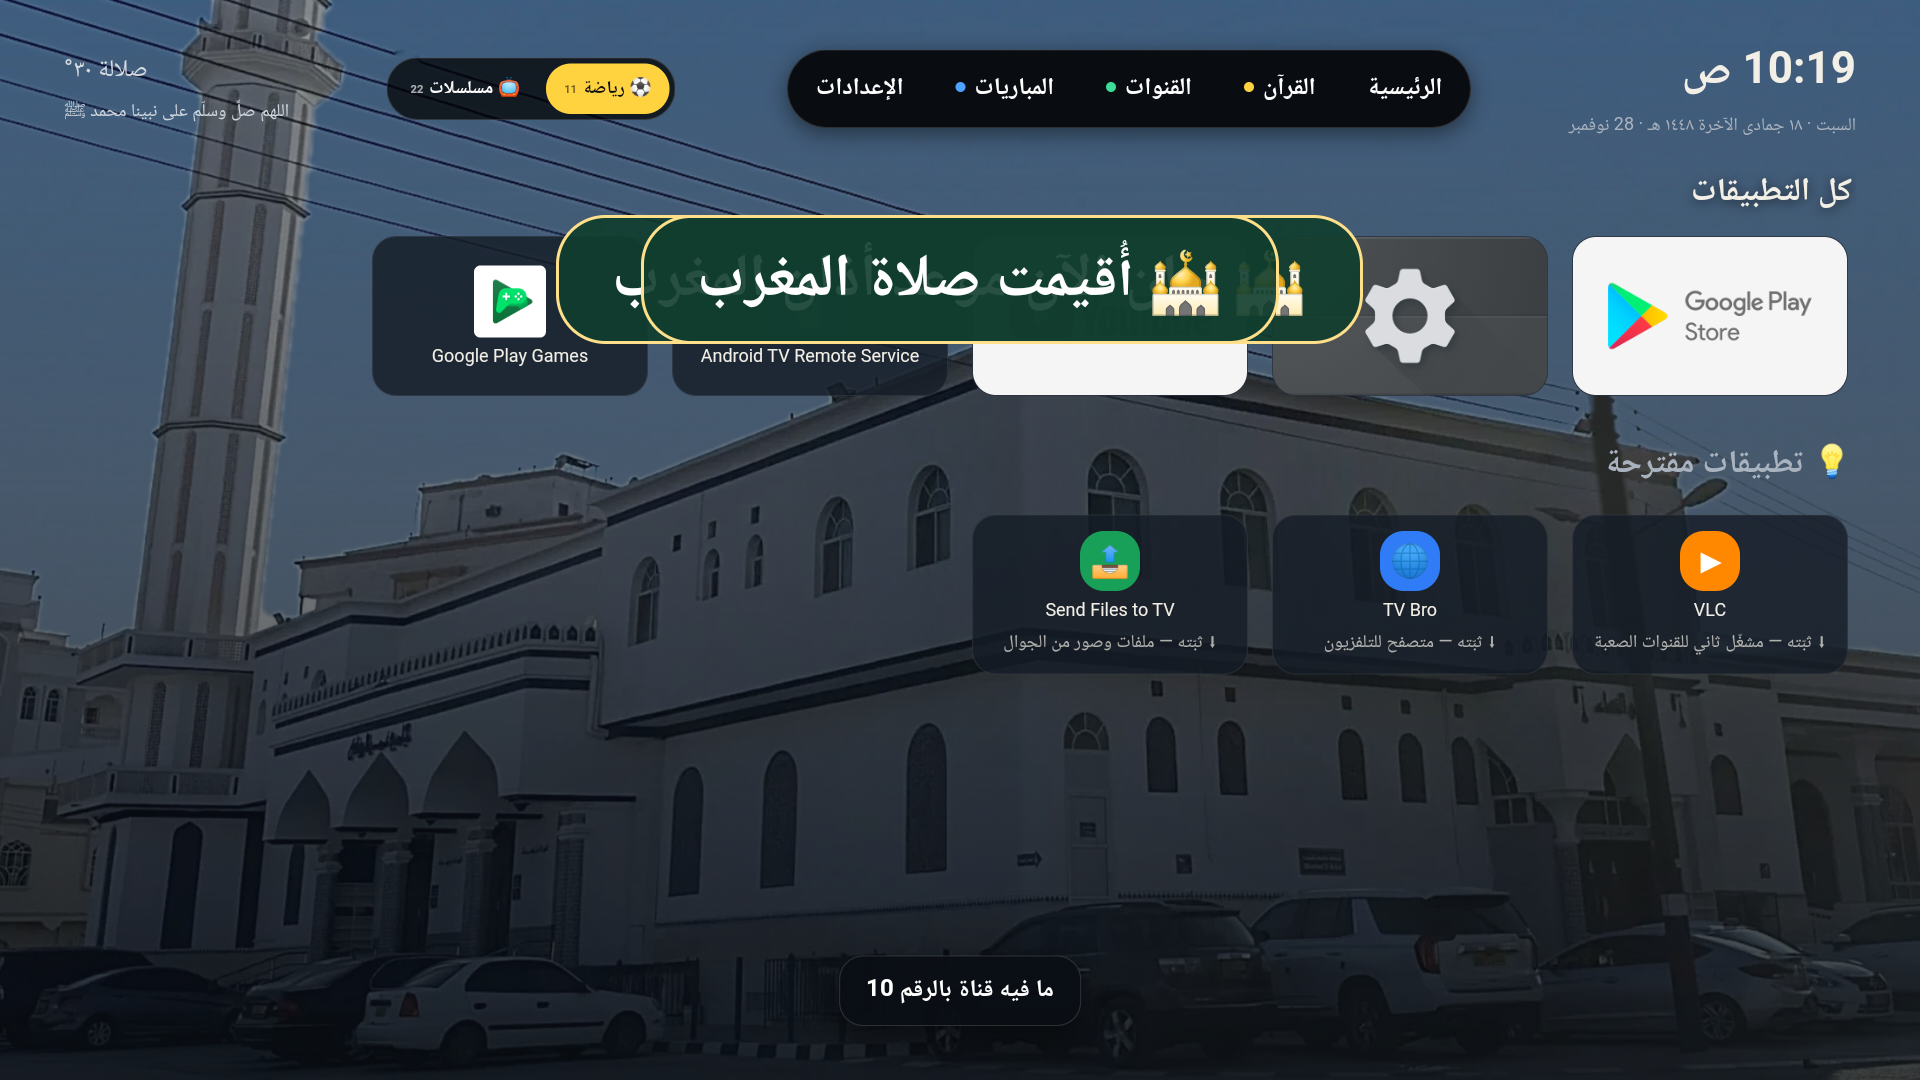 10:19 ص
السبت · ١٨ جمادى الآخرة ١٤٤٨ هـ · 28 نوفمبر
الرئيسية
القرآن
القنوات
المباريات
الإعدادات
رياضة 11
مسلسلات 22
صلالة ٣٠°
اللهم صلِّ وسلَّم على نبينا محمد ﷺ
كل التطبيقات
Google Play
Store
أُقيمت صلاة المغرب
Android TV Remote Service
Google Play Games
تطبيقات مقترحة
VLC
⬇ ثبّته — مشغّل ثاني للقنوات الصعبة
TV Bro
⬇ ثبّته — متصفح للتلفزيون
Send Files to TV
⬇ ثبّته — ملفات وصور من الجوال
ما فيه قناة بالرقم 10